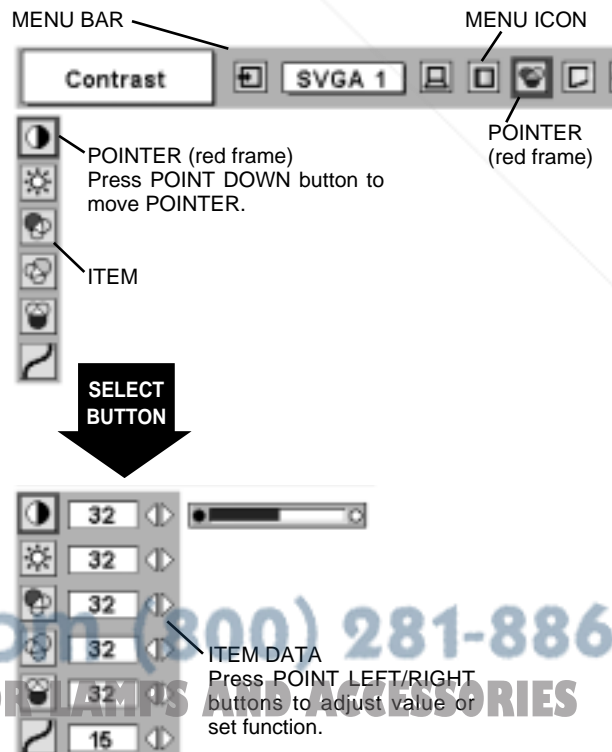 MENU BAR
MENU ICON
Contrast
SVGA 1
POINTER
(red frame)
POINTER (red frame)
Press POINT DOWN button to
move POINTER.
ITEM
SELECT
BUTTON
32
32
32
om (800) 281-886
32
ITEM DATA
Press POINT LEFT/RIGHT
R LAMPS AND ACCESSORIES
32
buttons to adjust value or
set function.
15